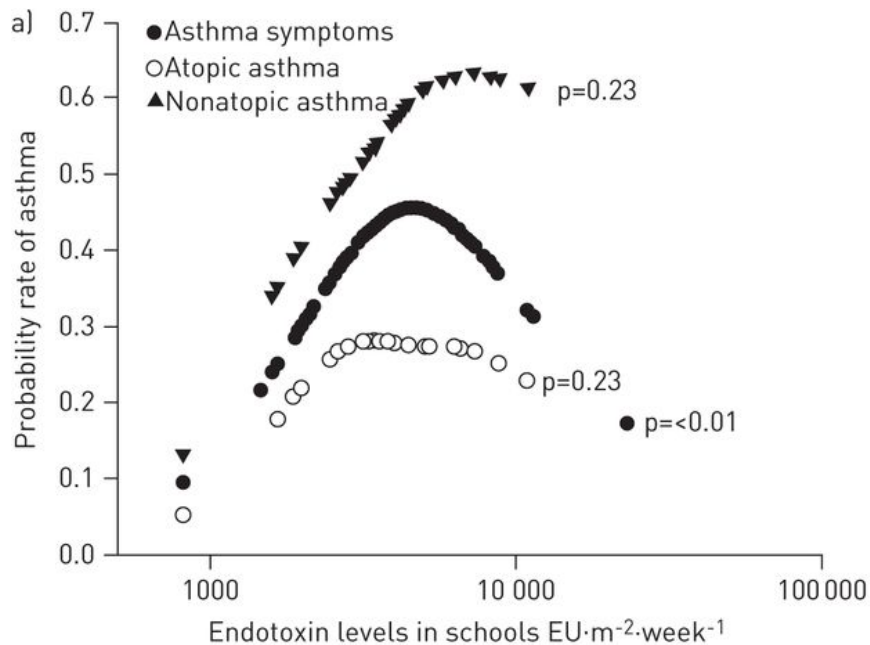 a)
●Asthma symptoms
○Atopic asthma
▲Nonatopic asthma
Probability rate of asthma
0.7
0.6
0.5
0.4
0.3
0.2
0.1
0.0
p=0.23
p=0.23
p=<0.01
1000
10 000
100 000
Endotoxin levels in schools EU·m⁻²·week⁻¹